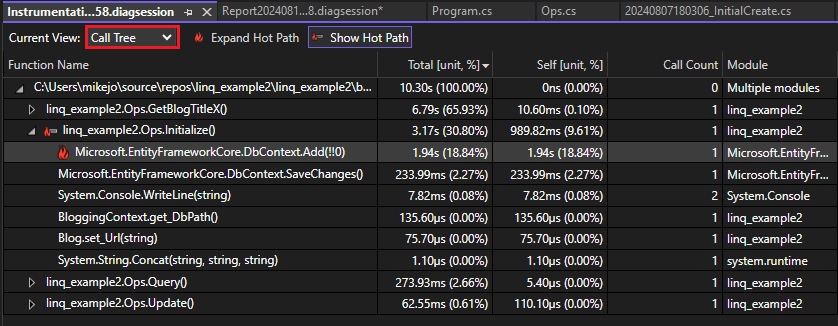 Instrumentati...58.diagsession Report2024081...8.diagsession* Program.cs Ops.cs 20240807180306_InitialCreate.cs
Current View: Call Tree Expand Hot Path Show Hot Path
Function Name Total [unit, %] Self [unit, %] Call Count Module
C:\Users\mikejo\source\repos\linq_example2\linq_example2\b... 10.30s (100.00%) 0ns (0.00%) 0 Multiple modules
linq_example2.Ops.GetBlogTitleX() 6.79s (65.93%) 10.60ms (0.10%) 1 linq_example2
linq_example2.Ops.Initialize() 3.17s (30.80%) 989.82ms (9.61%) 1 linq_example2
Microsoft.EntityFrameworkCore.DbContext.Add(!!0) 1.94s (18.84%) 1.94s (18.84%) 1 Microsoft.EntityFr...
Microsoft.EntityFrameworkCore.DbContext.SaveChanges() 233.99ms (2.27%) 233.99ms (2.27%) 1 Microsoft.EntityFr...
System.Console.WriteLine(string) 7.82ms (0.08%) 7.82ms (0.08%) 2 System.Console
BloggingContext.get_DbPath() 135.60µs (0.00%) 135.60µs (0.00%) 1 linq_example2
Blog.set_Url(string) 75.70µs (0.00%) 75.70µs (0.00%) 1 linq_example2
System.String.Concat(string, string, string) 1.10µs (0.00%) 1.10µs (0.00%) 1 system.runtime
linq_example2.Ops.Query() 273.93ms (2.66%) 5.40µs (0.00%) 1 linq_example2
linq_example2.Ops.Update() 62.55ms (0.61%) 110.10µs (0.00%) 1 linq_example2